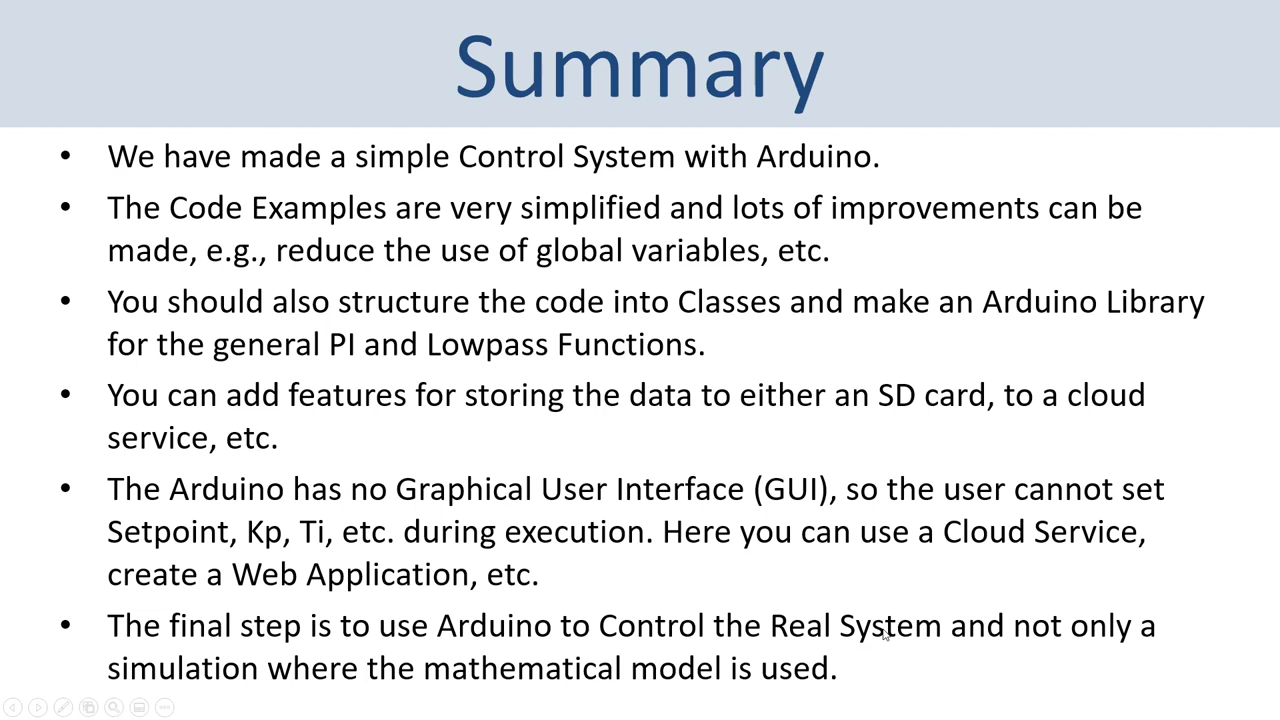 Summary
• We have made a simple Control System with Arduino.
• The Code Examples are very simplified and lots of improvements can be
made, e.g., reduce the use of global variables, etc.
• You should also structure the code into Classes and make an Arduino Library
for the general PI and Lowpass Functions.
• You can add features for storing the data to either an SD card, to a cloud
service, etc.
• The Arduino has no Graphical User Interface (GUI), so the user cannot set
Setpoint, Kp, Ti, etc. during execution. Here you can use a Cloud Service,
create a Web Application, etc.
• The final step is to use Arduino to Control the Real System and not only a
simulation where the mathematical model is used.